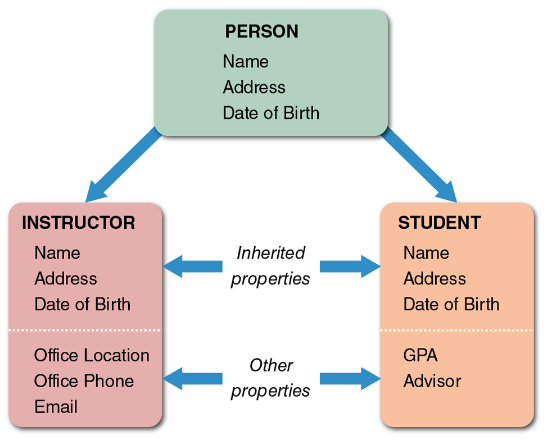 PERSON
Name
Address
Date of Birth
INSTRUCTOR
Name
Address
Date of Birth
Office Location
Office Phone
Email
Inherited
properties
Other
properties
STUDENT
Name
Address
Date of Birth
GPA
Advisor